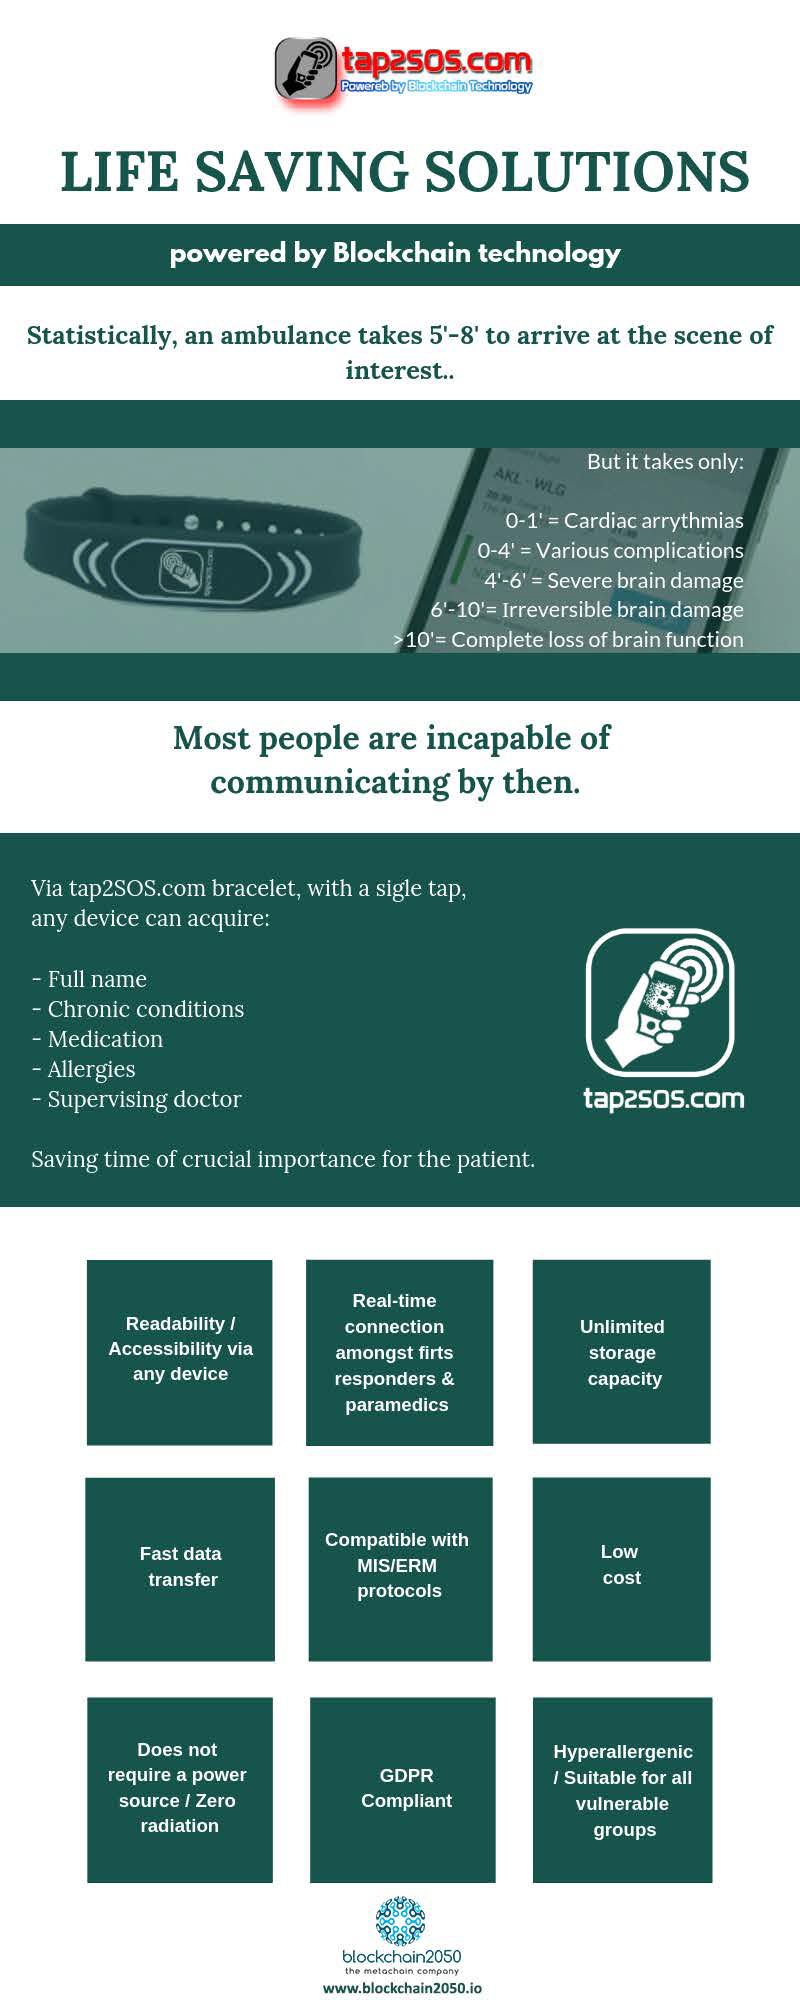 tap2SOS.com
Powereb by Blockchain Technology
LIFE SAVING SOLUTIONS
powered by Blockchain technology
Statistically, an ambulance takes 5'-8' to arrive at the scene of
interest..
But it takes only:
AKL - WLG
0-1' = Cardiac arrythmias
0-4' = Various complications
4'-6' = Severe brain damage
6'-10'= Irreversible brain damage
>10'= Complete loss of brain function
tap2SOS.com
Most people are incapable of
communicating by then.
Via tap2SOS.com bracelet, with a sigle tap,
any device can acquire:
- Full name
- Chronic conditions
- Medication
- Allergies
- Supervising doctor
Saving time of crucial importance for the patient.
tap2SOS.com
Readability /
Accessibility via
any device
Real-time
connection
amongst firts
responders &
paramedics
Unlimited
storage
capacity
Fast data
transfer
Compatible with
MIS/ERM
protocols
Low
cost
Does not
require a power
source / Zero
radiation
GDPR
Compliant
Hyperallergenic
/ Suitable for all
vulnerable
groups
blockchain2050
the metachain company
www.blockchain2050.io